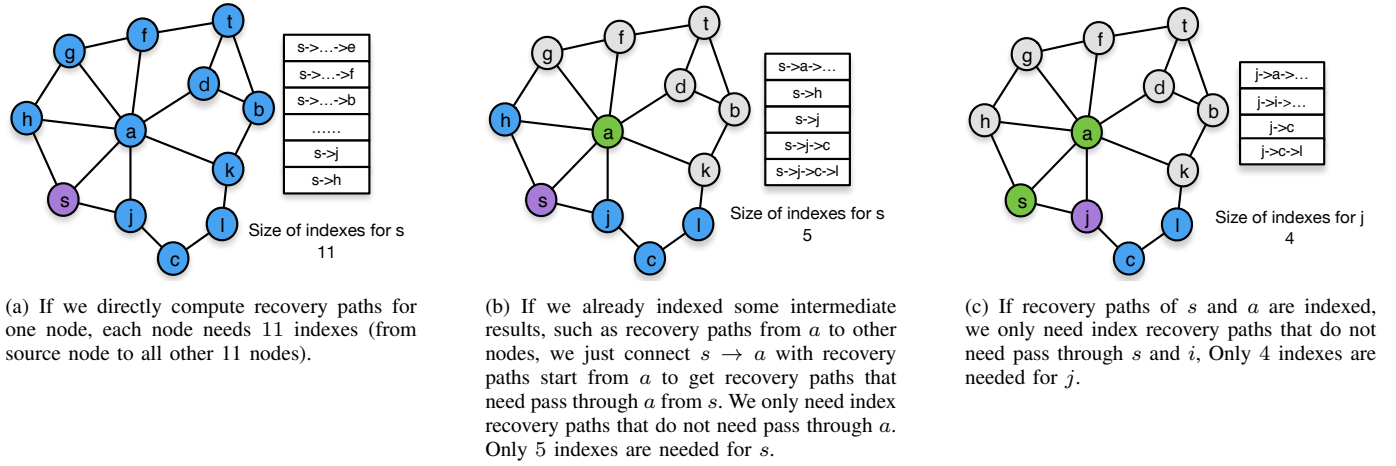 t
f
g
d
b
h
a
k
s
j
l
c
s->...->e
s->...->f
s->...->b
......
s->j
s->h
Size of indexes for s
11
t
f
g
d
b
h
a
k
s
j
l
c
s->a->...
s->h
s->j
s->j->c
s->j->c->l
Size of indexes for s
5
t
f
g
d
b
h
a
k
s
j
l
c
j->a->...
j->i->...
j->c
j->c->l
Size of indexes for j
4
(a) If we directly compute recovery paths for
one node, each node needs 11 indexes (from
source node to all other 11 nodes).
(b) If we already indexed some intermediate
results, such as recovery paths from a to other
nodes, we just connect s → a with recovery
paths start from a to get recovery paths that
need pass through a from s. We only need index
recovery paths that do not need pass through a.
Only 5 indexes are needed for s.
(c) If recovery paths of s and a are indexed,
we only need index recovery paths that do not
need pass through s and i, Only 4 indexes are
needed for j.